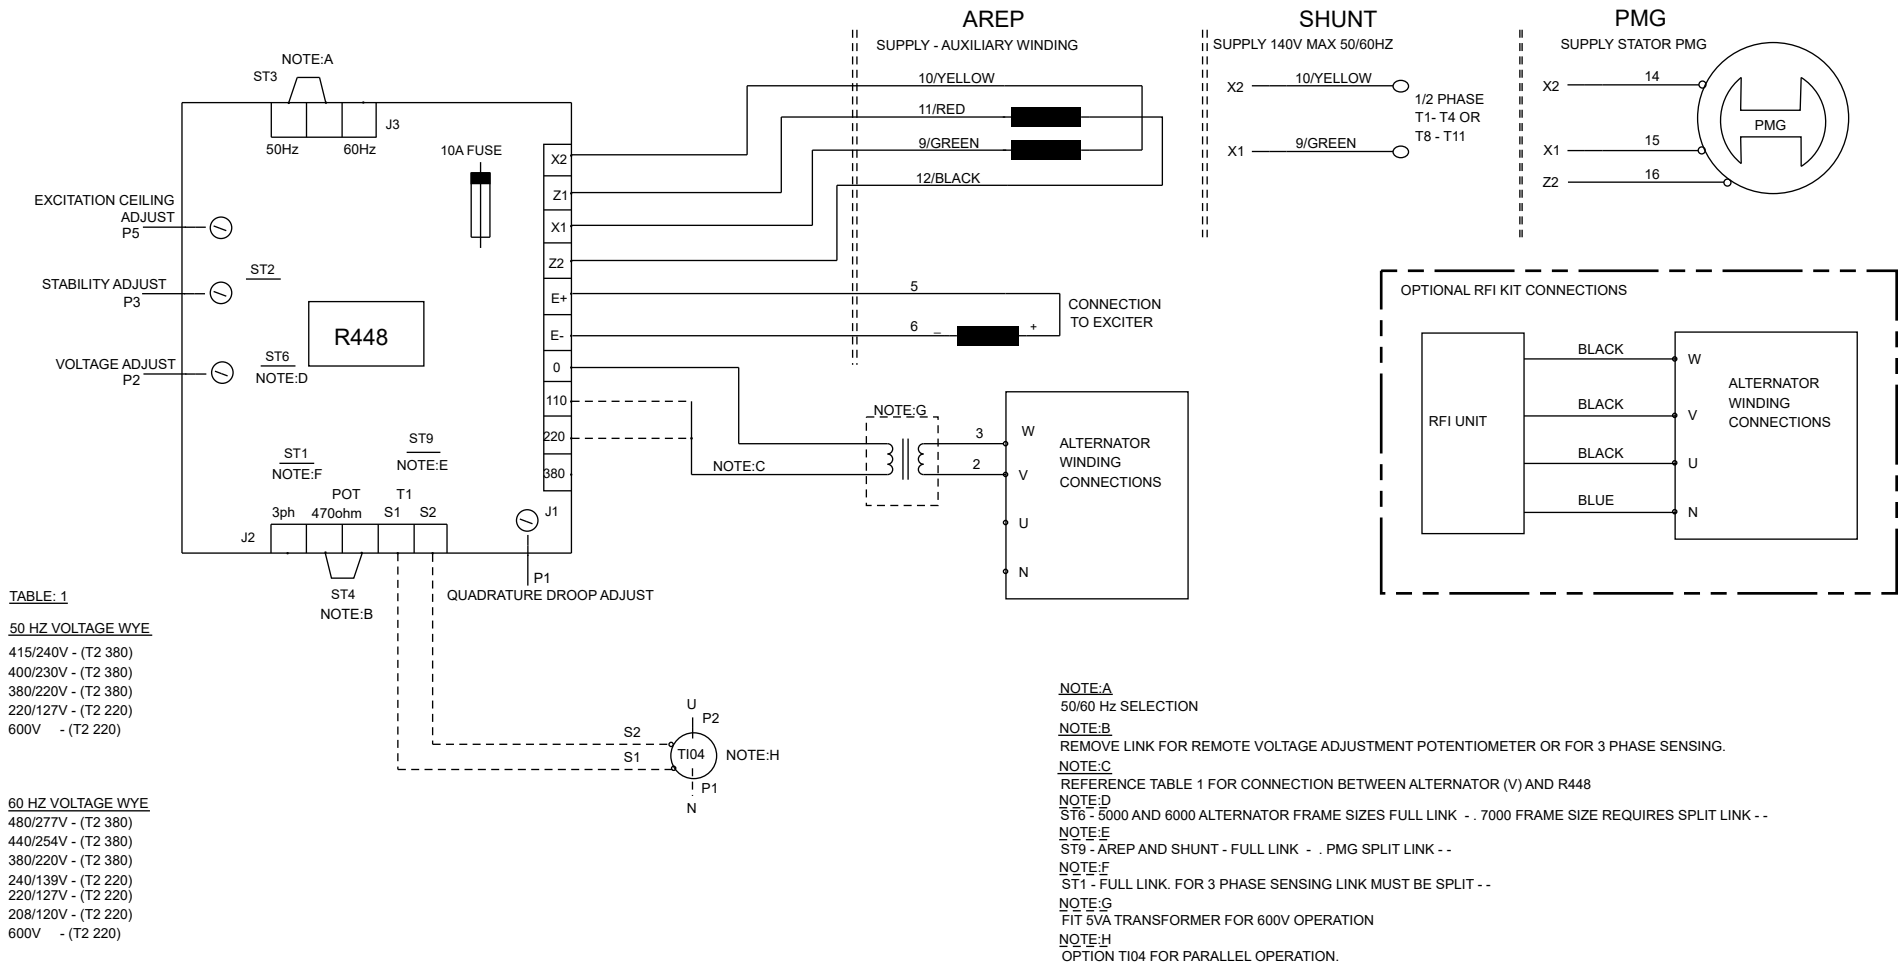 AREP
SUPPLY - AUXILIARY WINDING
SHUNT
SUPPLY 140V MAX 50/60HZ
PMG
SUPPLY STATOR PMG
NOTE:A
ST3
J3
50Hz
60Hz
10A FUSE
EXCITATION CEILING
ADJUST
P5
STABILITY ADJUST
P3
ST2
VOLTAGE ADJUST
P2
ST6
NOTE:D
R448
ST1
NOTE:F
ST9
NOTE:E
POT
T1
3ph
470ohm
S1
S2
J2
J1
X2
Z1
X1
Z2
E+
E-
0
110
220
380
10/YELLOW
11/RED
9/GREEN
12/BLACK
5
6
–
+
CONNECTION
TO EXCITER
X2
10/YELLOW
X1
9/GREEN
1/2 PHASE
T1- T4 OR
T8 - T11
X2
14
X1
15
Z2
16
PMG
NOTE:C
NOTE:G
3
2
W
V
U
N
ALTERNATOR
WINDING
CONNECTIONS
OPTIONAL RFI KIT CONNECTIONS
RFI UNIT
BLACK
BLACK
BLACK
BLUE
W
V
U
N
ALTERNATOR
WINDING
CONNECTIONS
P1
QUADRATURE DROOP ADJUST
ST4
NOTE:B
U
P2
S2
S1
TI04
NOTE:H
P1
N
TABLE: 1
50 HZ VOLTAGE WYE
415/240V - (T2 380)
400/230V - (T2 380)
380/220V - (T2 380)
220/127V - (T2 220)
600V - (T2 220)
60 HZ VOLTAGE WYE
480/277V - (T2 380)
440/254V - (T2 380)
380/220V - (T2 380)
240/139V - (T2 220)
220/127V - (T2 220)
208/120V - (T2 220)
600V - (T2 220)
NOTE:A
50/60 Hz SELECTION
NOTE:B
REMOVE LINK FOR REMOTE VOLTAGE ADJUSTMENT POTENTIOMETER OR FOR 3 PHASE SENSING.
NOTE:C
REFERENCE TABLE 1 FOR CONNECTION BETWEEN ALTERNATOR (V) AND R448
NOTE:D
ST6 - 5000 AND 6000 ALTERNATOR FRAME SIZES FULL LINK - . 7000 FRAME SIZE REQUIRES SPLIT LINK - -
NOTE:E
ST9 - AREP AND SHUNT - FULL LINK - . PMG SPLIT LINK - -
NOTE:F
ST1 - FULL LINK. FOR 3 PHASE SENSING LINK MUST BE SPLIT - -
NOTE:G
FIT 5VA TRANSFORMER FOR 600V OPERATION
NOTE:H
OPTION TI04 FOR PARALLEL OPERATION.